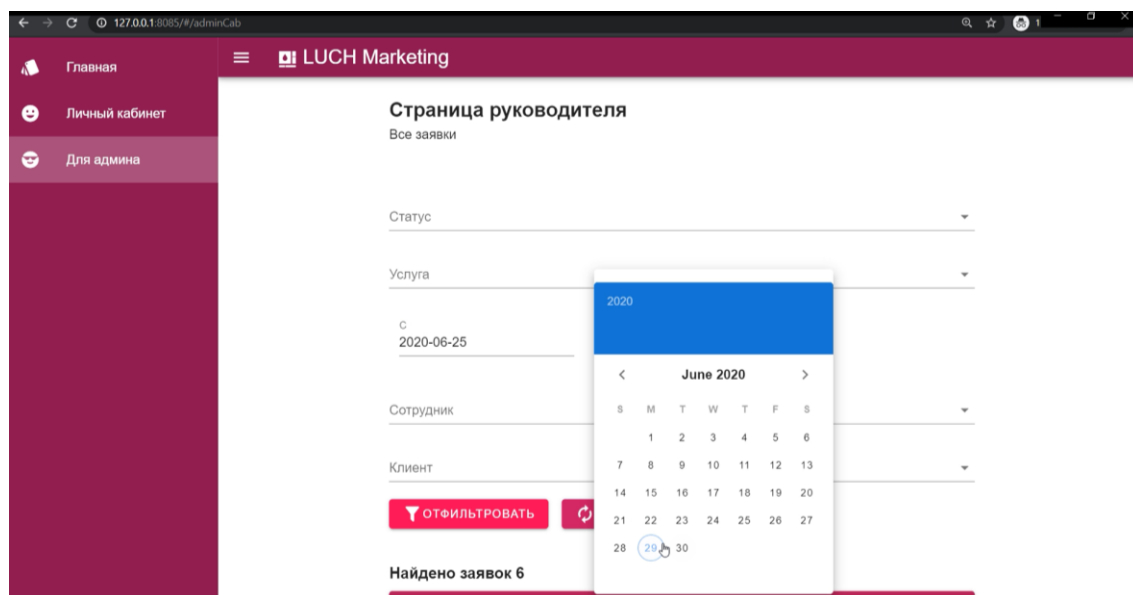 127.0.0.1:8085/#/adminCab
Главная
LUCH Marketing
Личный кабинет
Для админа
Страница руководителя
Все заявки
Статус
Услуга
2020
С
2020-06-25
June 2020
S M T W T F S
1 2 3 4 5 6
7 8 9 10 11 12 13
14 15 16 17 18 19 20
21 22 23 24 25 26 27
28 29 30
Сотрудник
Клиент
ОТФИЛЬТРОВАТЬ
Найдено заявок 6